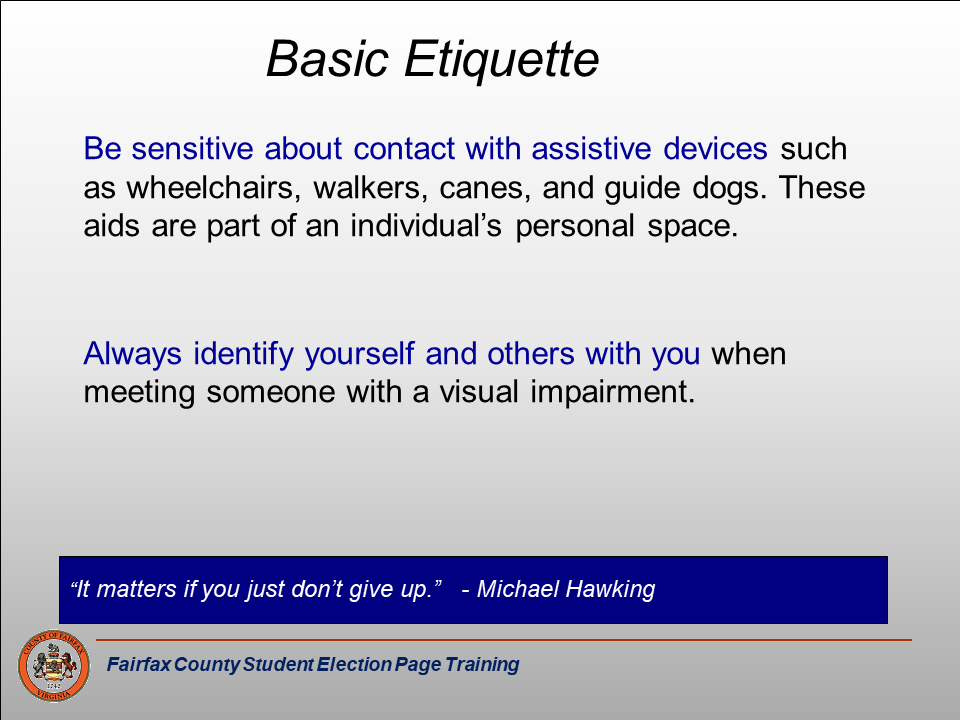 Basic Etiquette
Be sensitive about contact with assistive devices such
as wheelchairs, walkers, canes, and guide dogs. These
aids are part of an individual’s personal space.
Always identify yourself and others with you when
meeting someone with a visual impairment.
“It matters if you just don’t give up.” - Michael Hawking
COUNTY OF FAIRFAX
1742
VIRGINIA
Fairfax County Student Election Page Training